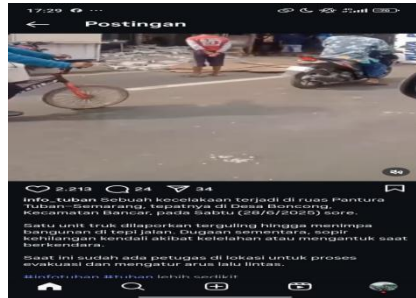 17:29
Postingan
2.213 24 34
info_tuban Sebuah kecelakaan terjadi di ruas Pantura
Tuban–Semarang, tepatnya di Desa Boncong,
Kecamatan Bancar, pada Sabtu (28/6/2025) sore.
Satu unit truk dilaporkan terguling hingga menimpa
bangunan di tepi jalan. Dugaan sementara, sopir
kehilangan kendali akibat kelelahan atau mengantuk saat
berkendara.
Saat ini sudah ada petugas di lokasi untuk proses
evakuasi dan mengatur arus lalu lintas.
#infotuban #tuban lebih sedikit